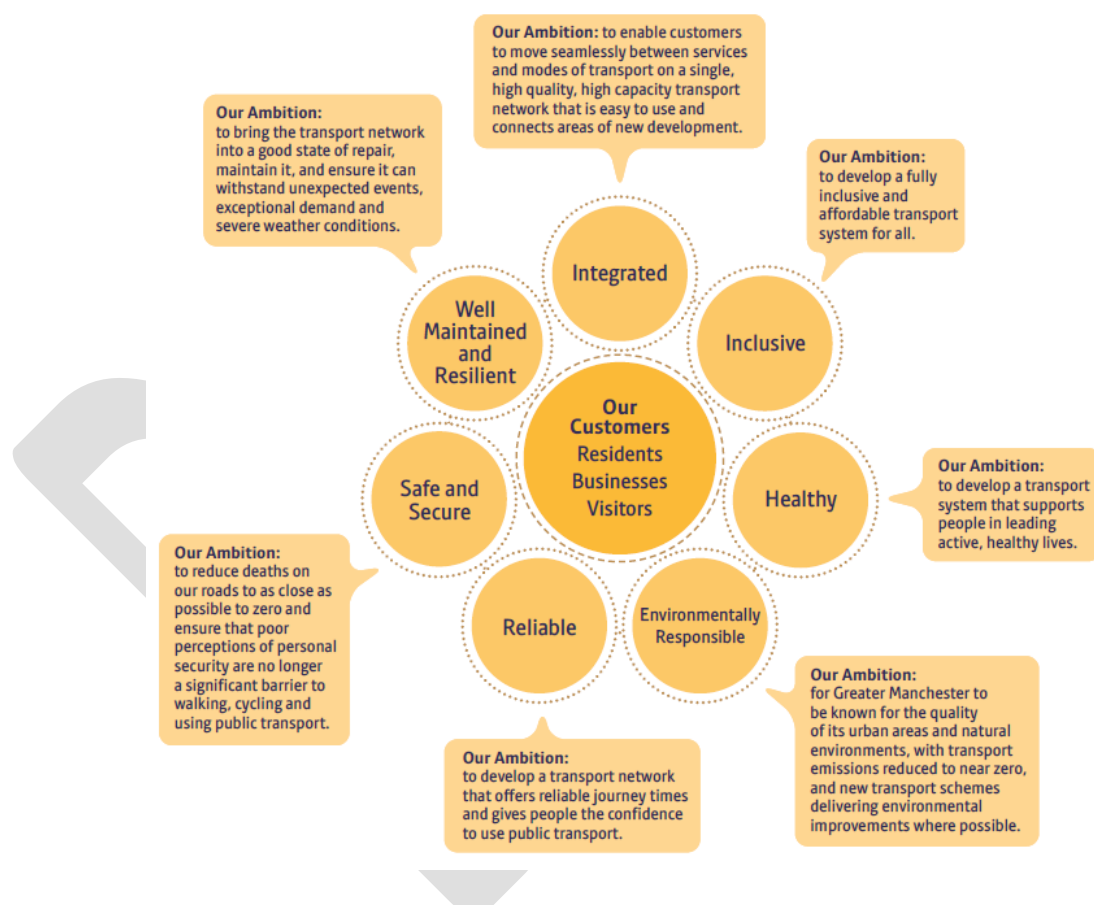 Our Ambition: to enable customers
to move seamlessly between services
and modes of transport on a single,
high quality, high capacity transport
network that is easy to use and
connects areas of new development.
Our Ambition:
to bring the transport network
into a good state of repair,
maintain it, and ensure it can
withstand unexpected events,
exceptional demand and
severe weather conditions.
Our Ambition:
to develop a fully
inclusive and
affordable transport
system for all.
Integrated
Well
Maintained
and
Resilient
Inclusive
Our
Customers
Residents
Businesses
Visitors
Safe and
Secure
Healthy
Our Ambition:
to develop a transport
system that supports
people in leading
active, healthy lives.
Our Ambition:
to reduce deaths on
our roads to as close as
possible to zero and
ensure that poor
perceptions of personal
security are no longer
a significant barrier to
walking, cycling and
using public transport.
Reliable
Environmentally
Responsible
Our Ambition:
for Greater Manchester to
be known for the quality
of its urban areas and natural
environments, with transport
emissions reduced to near zero,
and new transport schemes
delivering environmental
improvements where possible.
Our Ambition:
to develop a transport network
that offers reliable journey times
and gives people the confidence
to use public transport.